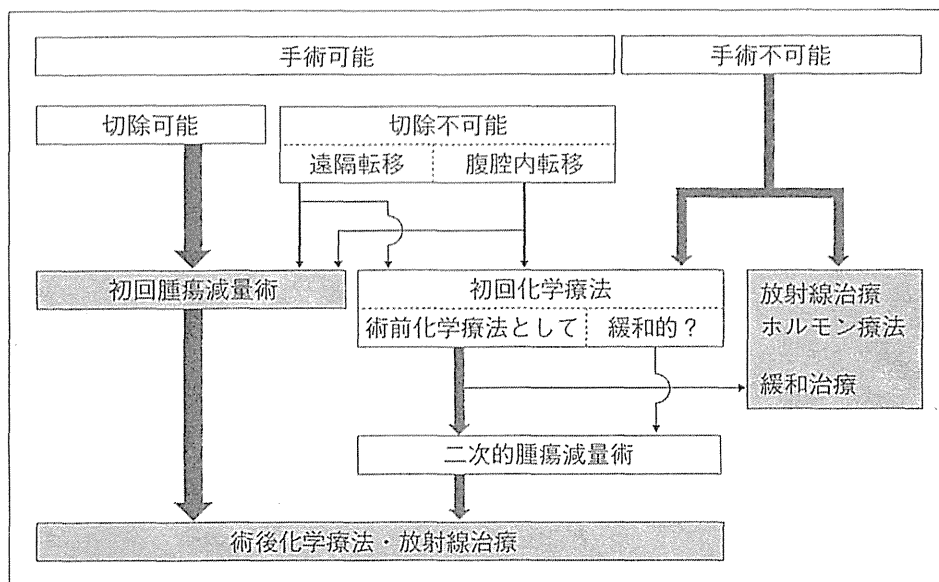 手術可能
手術不可能
切除可能
切除不可能
遠隔転移
腹腔内転移
初回腫瘍減量術
初回化学療法
術前化学療法として
緩和的？
放射線治療
ホルモン療法
緩和治療
二次的腫瘍減量術
術後化学療法・放射線治療